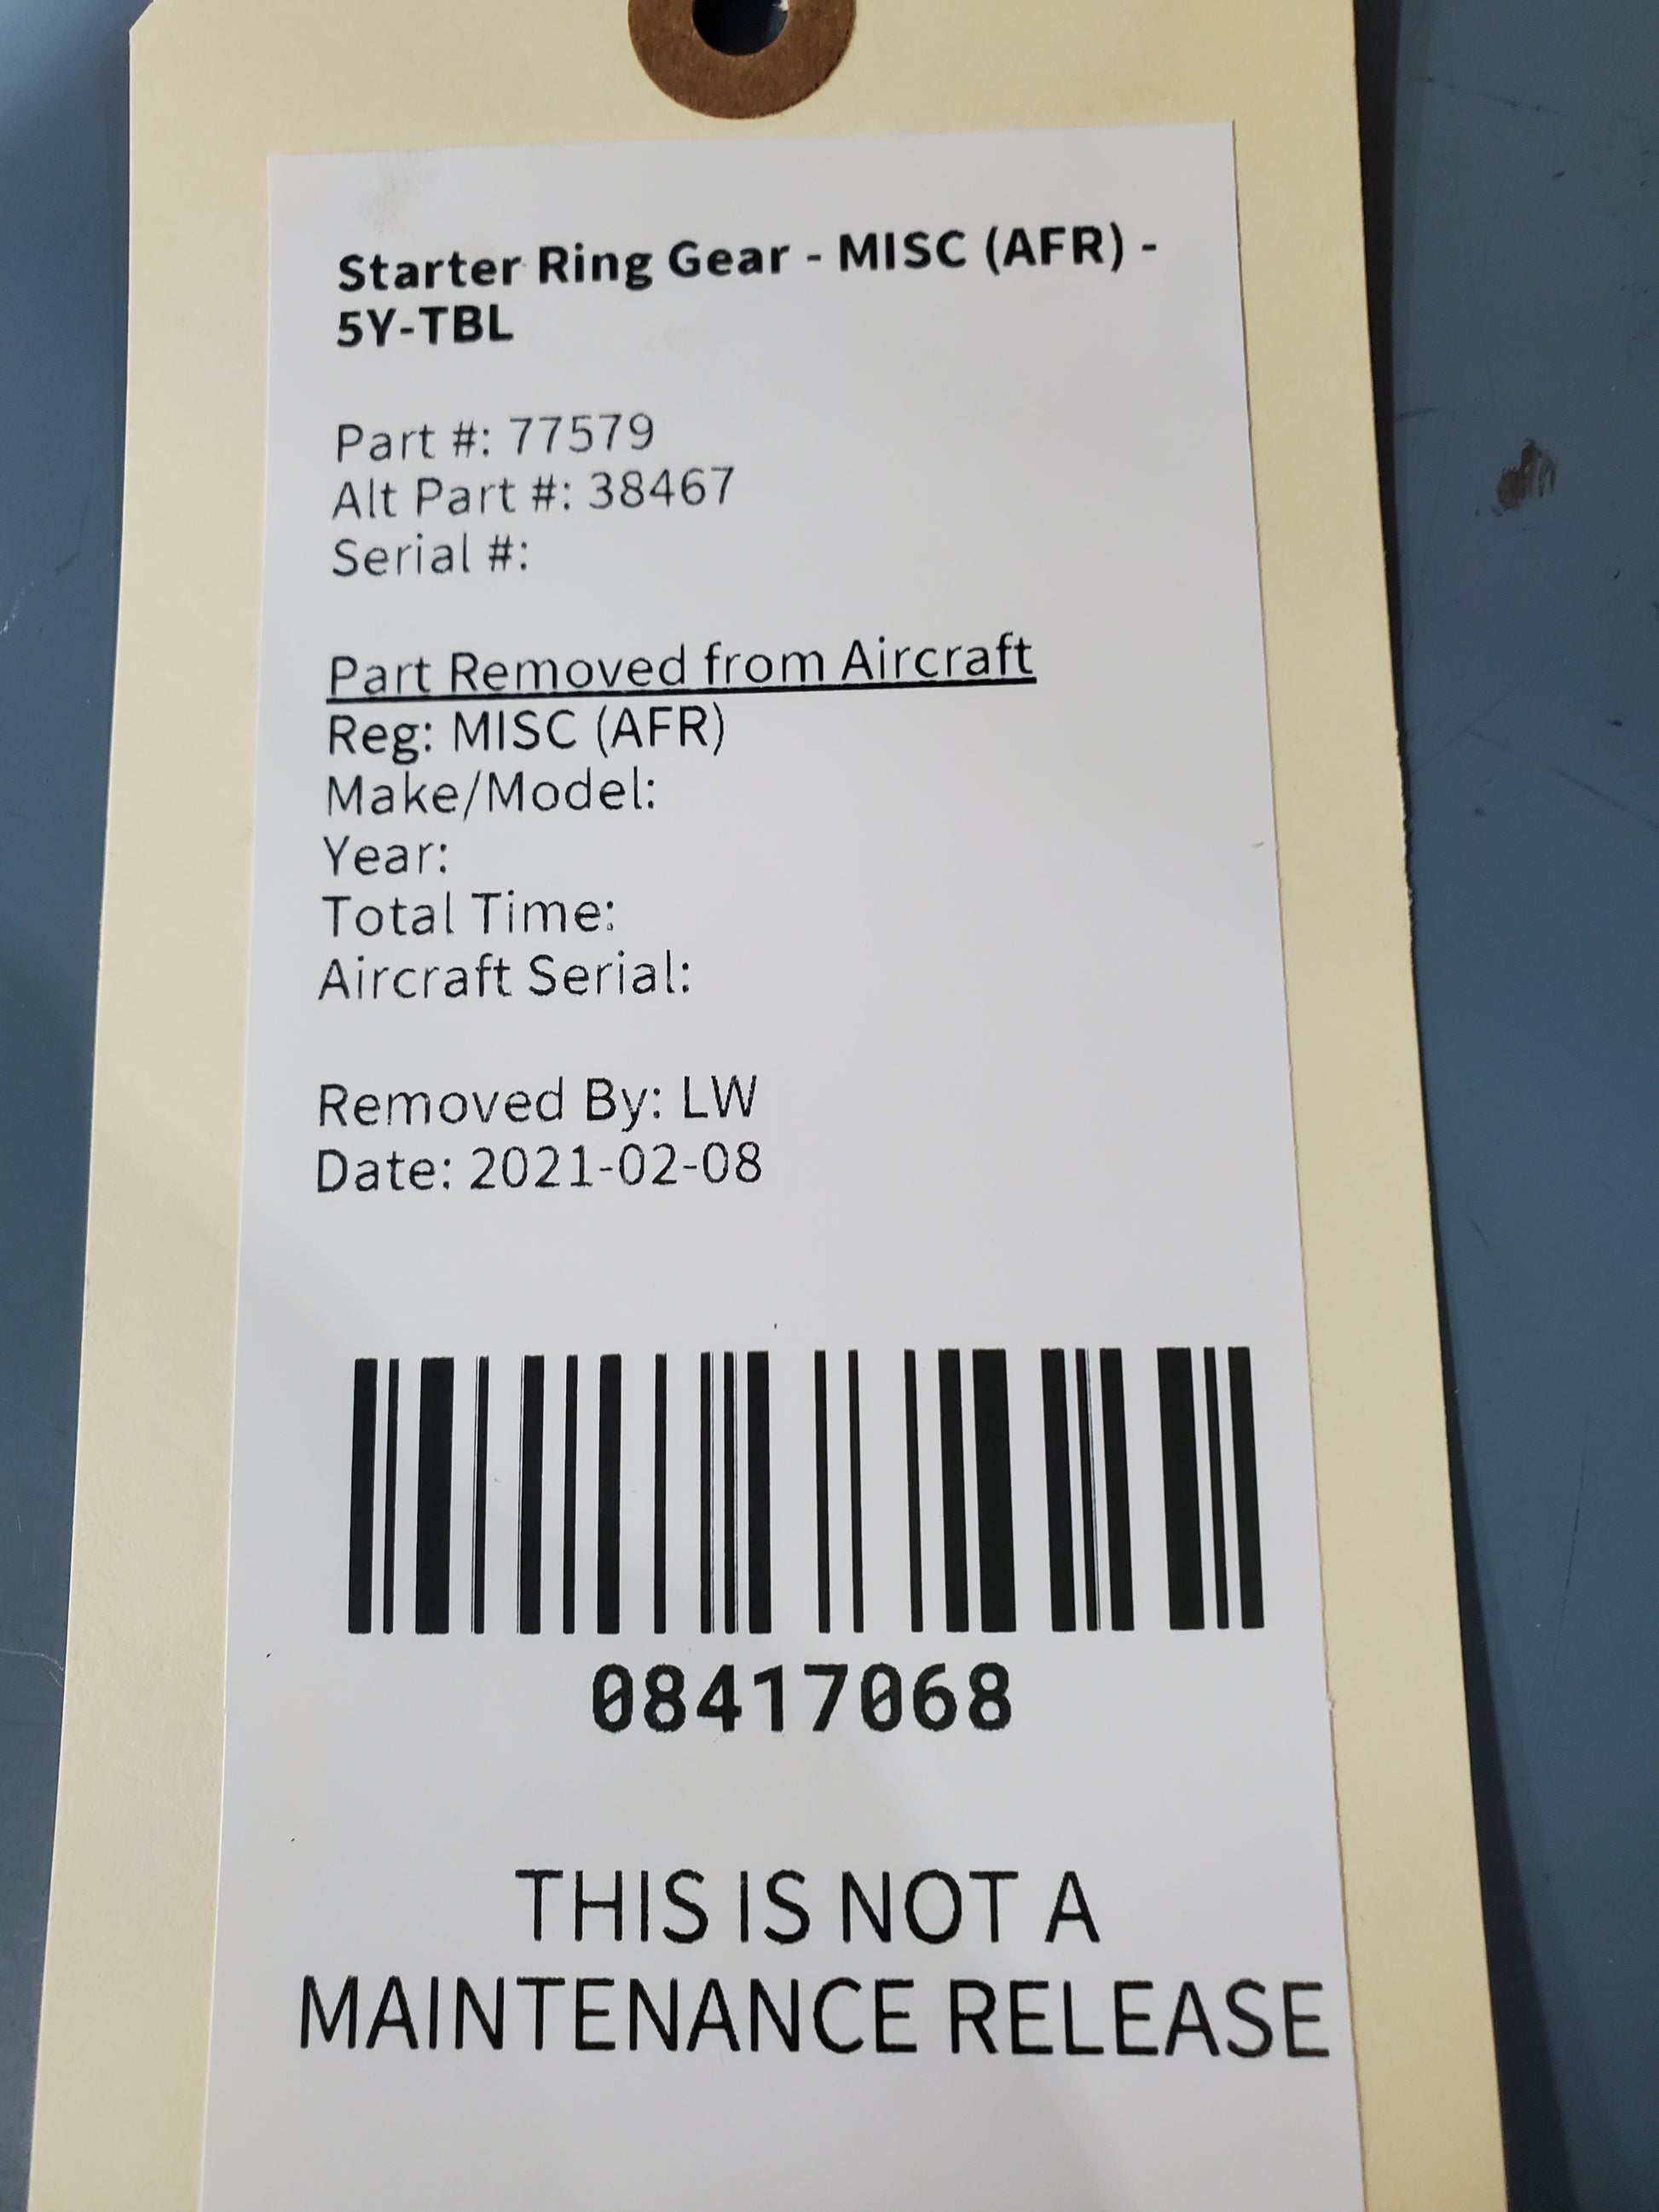 Starter Ring Gear - MISC (AFR) -
5Y-TBL
Part #: 77579
Alt Part #: 38467
Serial #:
Part Removed from Aircraft
Reg: MISC (AFR)
Make/Model:
Year:
Total Time:
Aircraft Serial:
Removed By: LW
Date: 2021-02-08
08417068
THIS IS NOT A
MAINTENANCE RELEASE